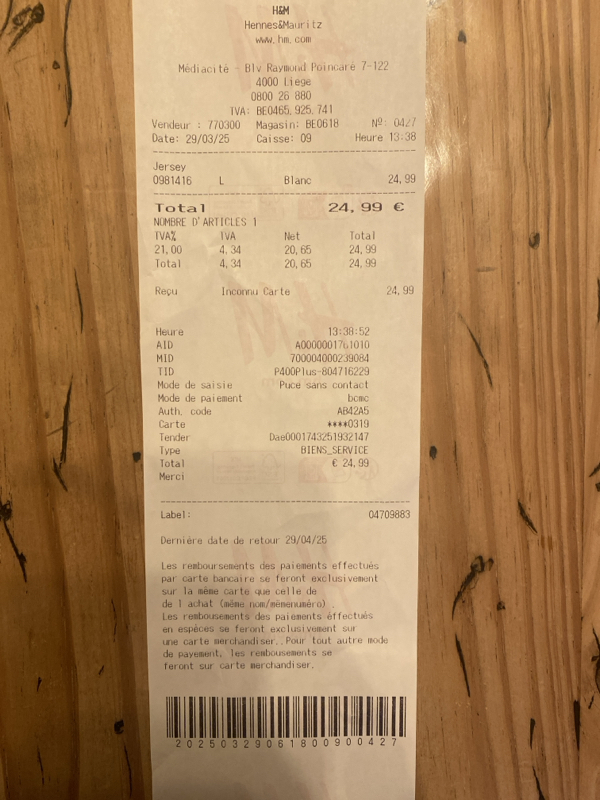 H&M
Hennes&Mauritz
www.hm.com
Médiacité - Blv Raymond Poincaré 7-122
4000 Liege
0800 26 880
TVA: BE0465.925.741
Vendeur : 770300 Magasin: BE0618 Nº: 0427
Date: 29/03/25 Caisse: 09 Heure 13:38
Jersey
0981416 L Blanc 24,99
Total 24,99 €
NOMBRE D'ARTICLES 1
TVA% TVA Net Total
21,00 4,34 20,65 24,99
Total 4,34 20,65 24,99
Reçu Inconnu Carte 24,99
Heure 13:38:52
AID A0000001761010
MID 700004000239084
TID P400Plus-804716229
Mode de saisie Puce sans contact
Mode de paiement bcmc
Auth. code AB42A5
Carte ****0319
Tender Dae0001743251932147
Type BIENS_SERVICE
Total € 24,99
Merci
Label: 04709883
Dernière date de retour 29/04/25
Les remboursements des paiements effectués
par carte bancaire se feront exclusivement
sur la même carte que celle de
de l achat (même nom/mêmenuméro) .
Les rembousements des paiements éffectués
en espèces se feront exclusivement sur
une carte merchandiser. Pour tout autre mode
de payement, les rembousements se
feront sur carte merchandiser.
2025032906180090​0427